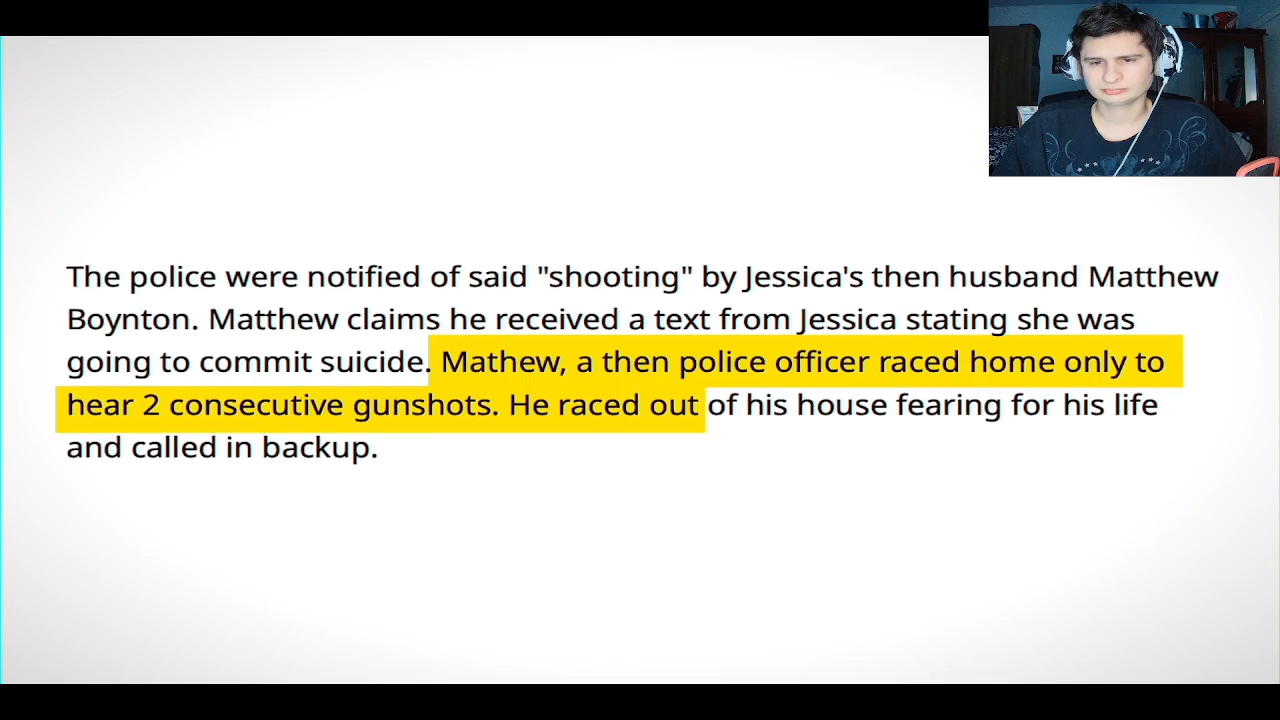 The police were notified of said "shooting" by Jessica's then husband Matthew
Boynton. Matthew claims he received a text from Jessica stating she was
going to commit suicide. Mathew, a then police officer raced home only to
hear 2 consecutive gunshots. He raced out of his house fearing for his life
and called in backup.